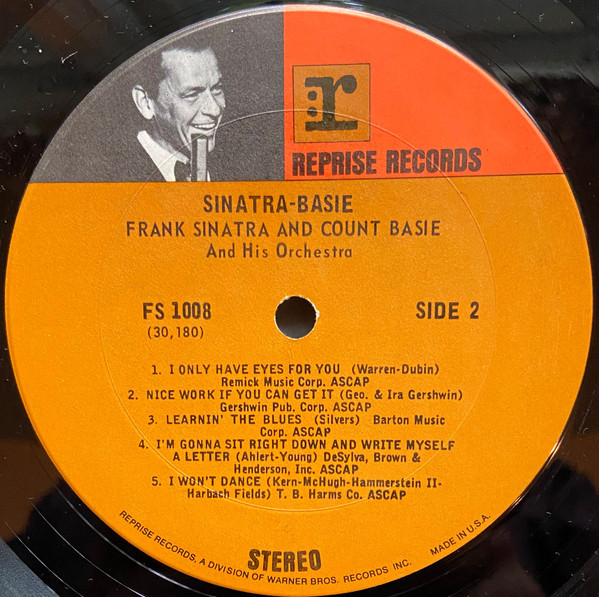 :r
REPRISE RECORDS
SINATRA-BASIE
FRANK SINATRA AND COUNT BASIE
And His Orchestra
FS 1008
(30,180)
SIDE 2
1. I ONLY HAVE EYES FOR YOU (Warren-Dubin)
Remick Music Corp. ASCAP
2. NICE WORK IF YOU CAN GET IT (Geo. & Ira Gershwin)
Gershwin Pub. Corp. ASCAP
3. LEARNIN' THE BLUES (Silvers) Barton Music
Corp. ASCAP
4. I'M GONNA SIT RIGHT DOWN AND WRITE MYSELF
A LETTER (Ahlert-Young) DeSylva, Brown &
Henderson, Inc. ASCAP
5. I WON'T DANCE (Kern-McHugh-Hammerstein II-
Harbach Fields) T. B. Harms Co. ASCAP
STEREO
REPRISE RECORDS, A DIVISION OF WARNER BROS. RECORDS INC. MADE IN U.S.A.